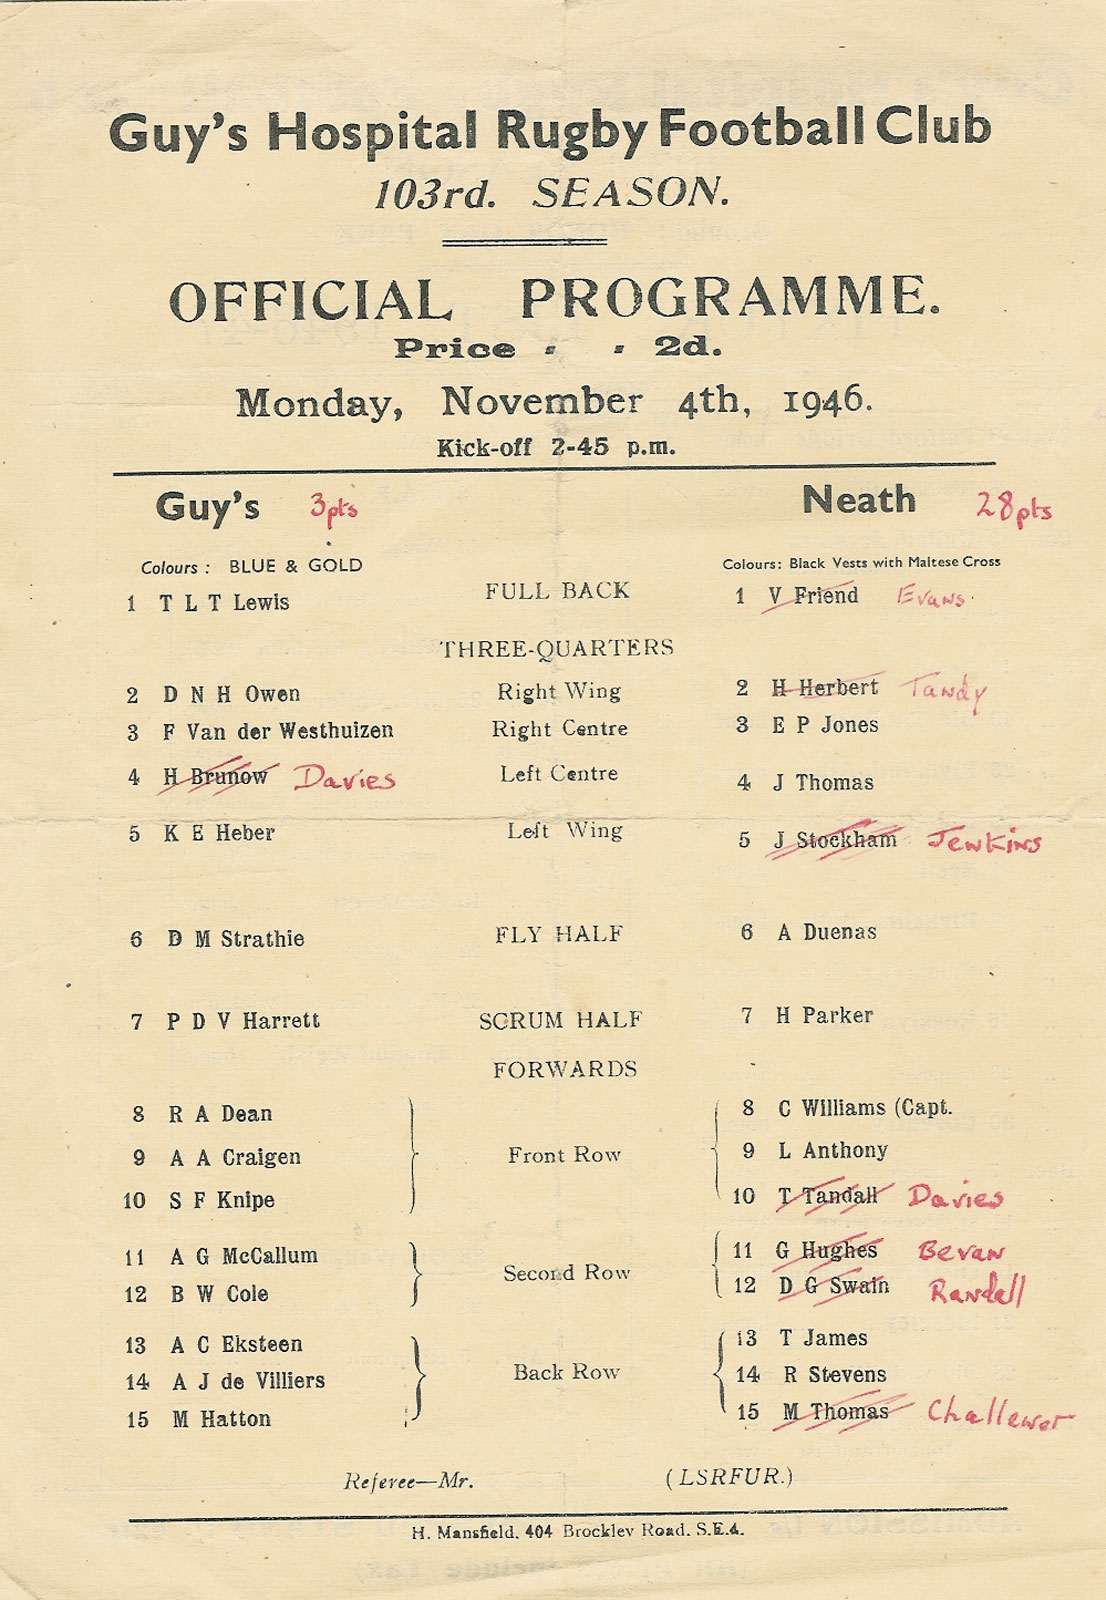 Guy's Hospital Rugby Football Club
103rd. SEASON.
OFFICIAL PROGRAMME.
Price - - 2d.
Monday, November 4th, 1946.
Kick-off 2-45 p.m.
Guy's 3pts Neath 28pts
Colours : BLUE & GOLD Colours: Black Vests with Maltese Cross
1 T L T Lewis FULL BACK 1 V Friend Evans
THREE-QUARTERS
2 D N H Owen Right Wing 2 H Herbert Tandy
3 F Van der Westhuizen Right Centre 3 E P Jones
4 H Brunow Davies Left Centre 4 J Thomas
5 K E Heber Left Wing 5 J Stockham Jenkins
6 D M Strathie FLY HALF 6 A Duenas
7 P D V Harrett SCRUM HALF 7 H Parker
FORWARDS
8 R A Dean 8 C Williams (Capt.
9 A A Craigen Front Row 9 L Anthony
10 S F Knipe 10 T Tandall Davies
11 A G McCallum 11 G Hughes Bevan
12 B W Cole Second Row 12 D G Swain Randall
13 A C Eksteen 13 T James
14 A J de Villiers Back Row 14 R Stevens
15 M Hatton 15 M Thomas
Referee—Mr. (LSRFUR.)
H. Mansfield, 404 Brockley Road, S.E.4.